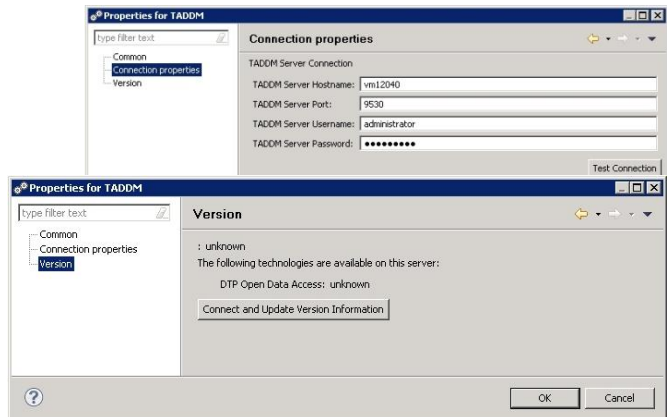 Properties for TADDM
type filter text
Common
Connection properties
Version
Connection properties
TADDM Server Connection
TADDM Server Hostname: vm12040
TADDM Server Port: 9530
TADDM Server Username: administrator
TADDM Server Password: •••••••••
Test Connection
Properties for TADDM
type filter text
Common
Connection properties
Version
Version
: unknown
The following technologies are available on this server:
DTP Open Data Access: unknown
Connect and Update Version Information
?
OK Cancel